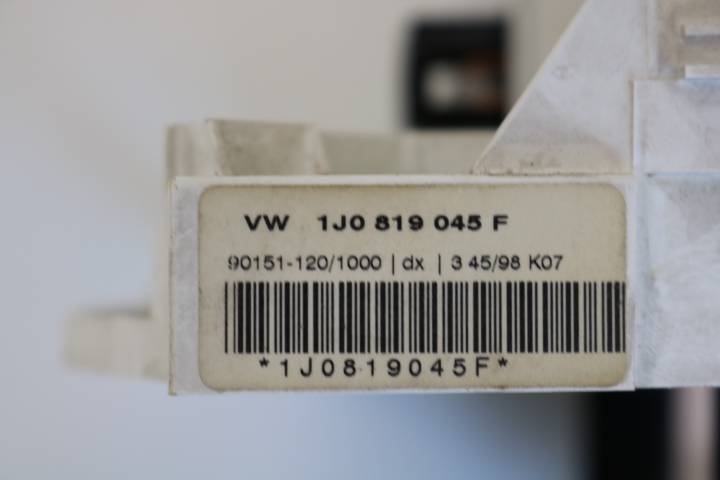 VW 1J0 819 045 F
90151-120/1000 | dx | 3 45/98 K07
*1J0819045F*